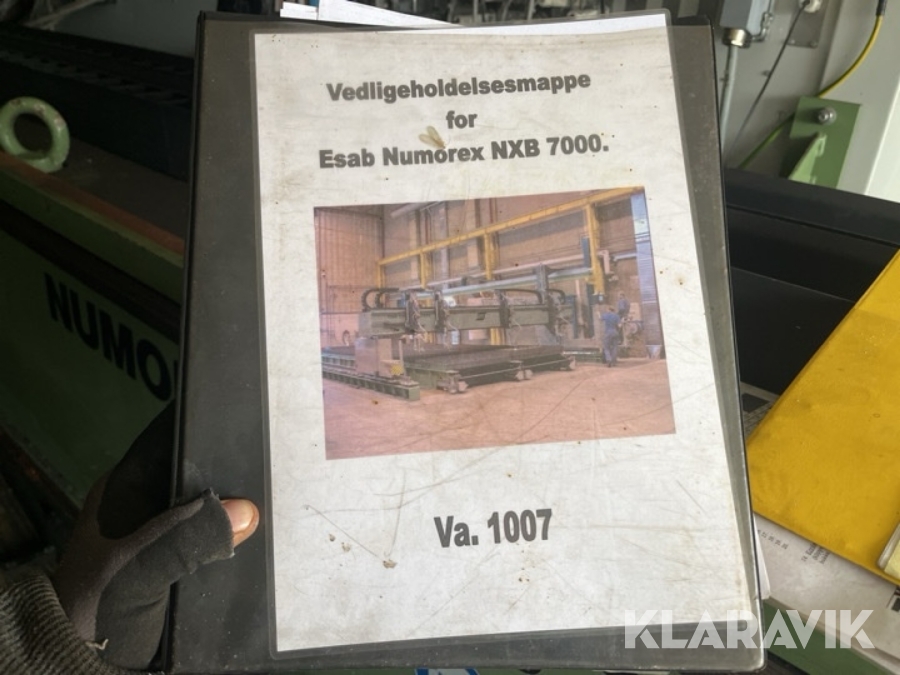 Vedligeholdelsesmappe
for
Esab Numorex NXB 7000.
Va. 1007
NUMO
KLARAVIK